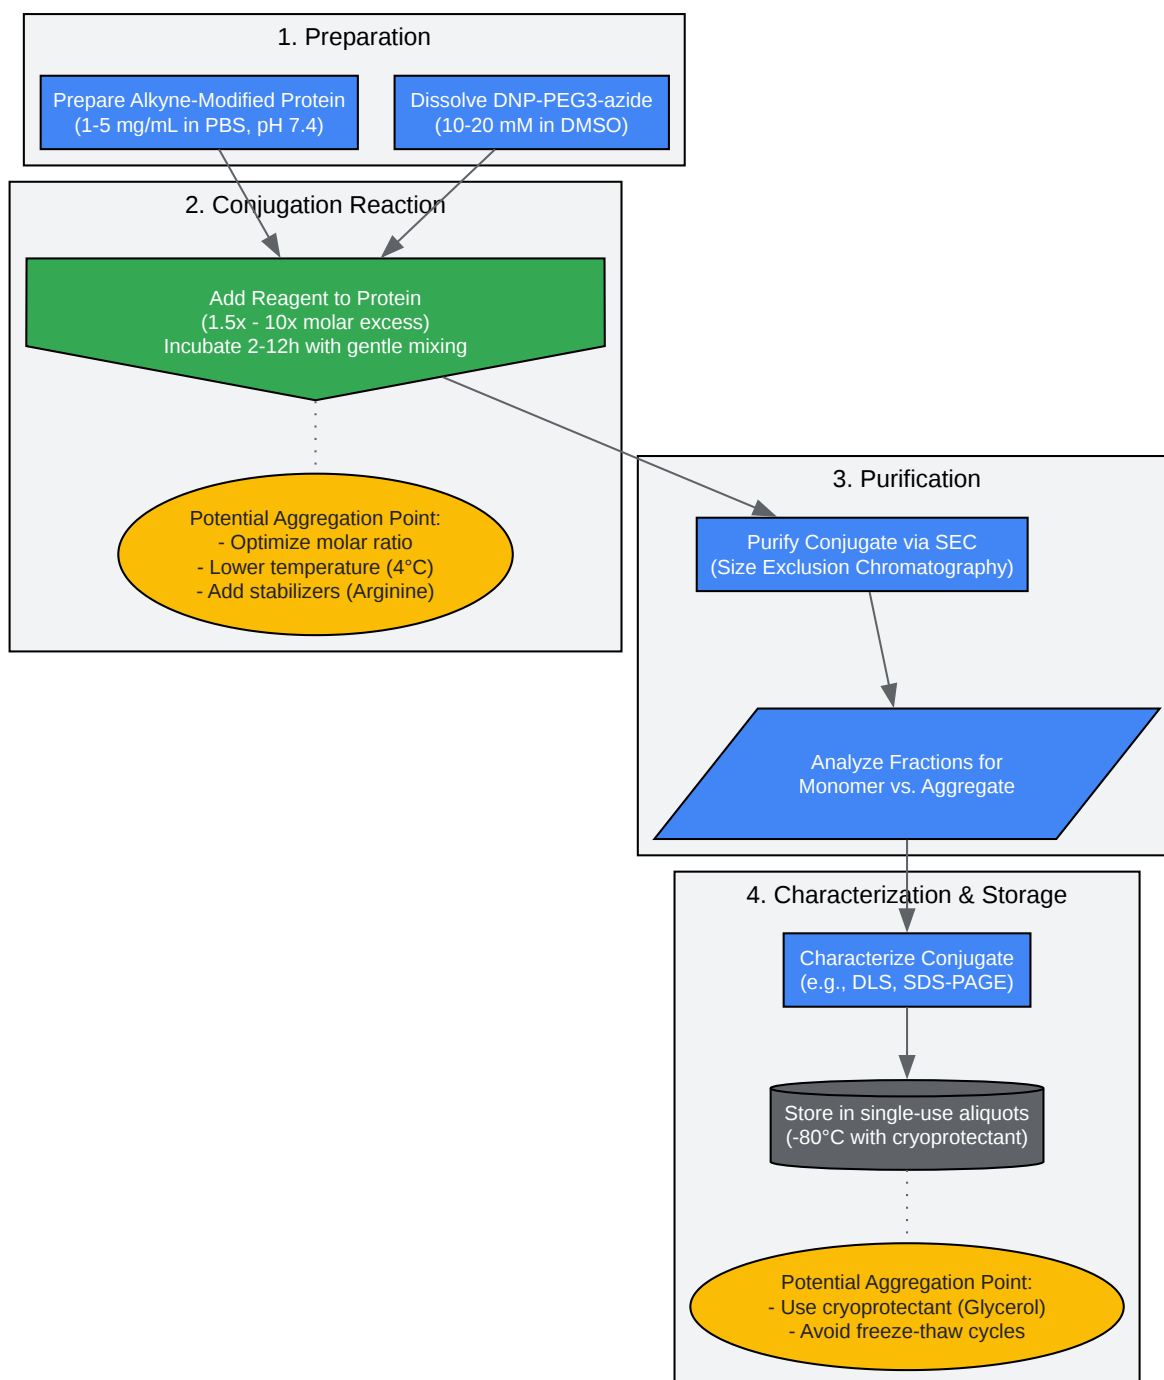 1. Preparation
Prepare Alkyne-Modified Protein
(1-5 mg/mL in PBS, pH 7.4)
Dissolve DNP-PEG3-azide
(10-20 mM in DMSO)
2. Conjugation Reaction
Add Reagent to Protein
(1.5x - 10x molar excess)
Incubate 2-12h with gentle mixing
Potential Aggregation Point:
- Optimize molar ratio
- Lower temperature (4°C)
- Add stabilizers (Arginine)
3. Purification
Purify Conjugate via SEC
(Size Exclusion Chromatography)
Analyze Fractions for
Monomer vs. Aggregate
4. Characterization & Storage
Characterize Conjugate
(e.g., DLS, SDS-PAGE)
Store in single-use aliquots
(-80°C with cryoprotectant)
Potential Aggregation Point:
- Use cryoprotectant (Glycerol)
- Avoid freeze-thaw cycles